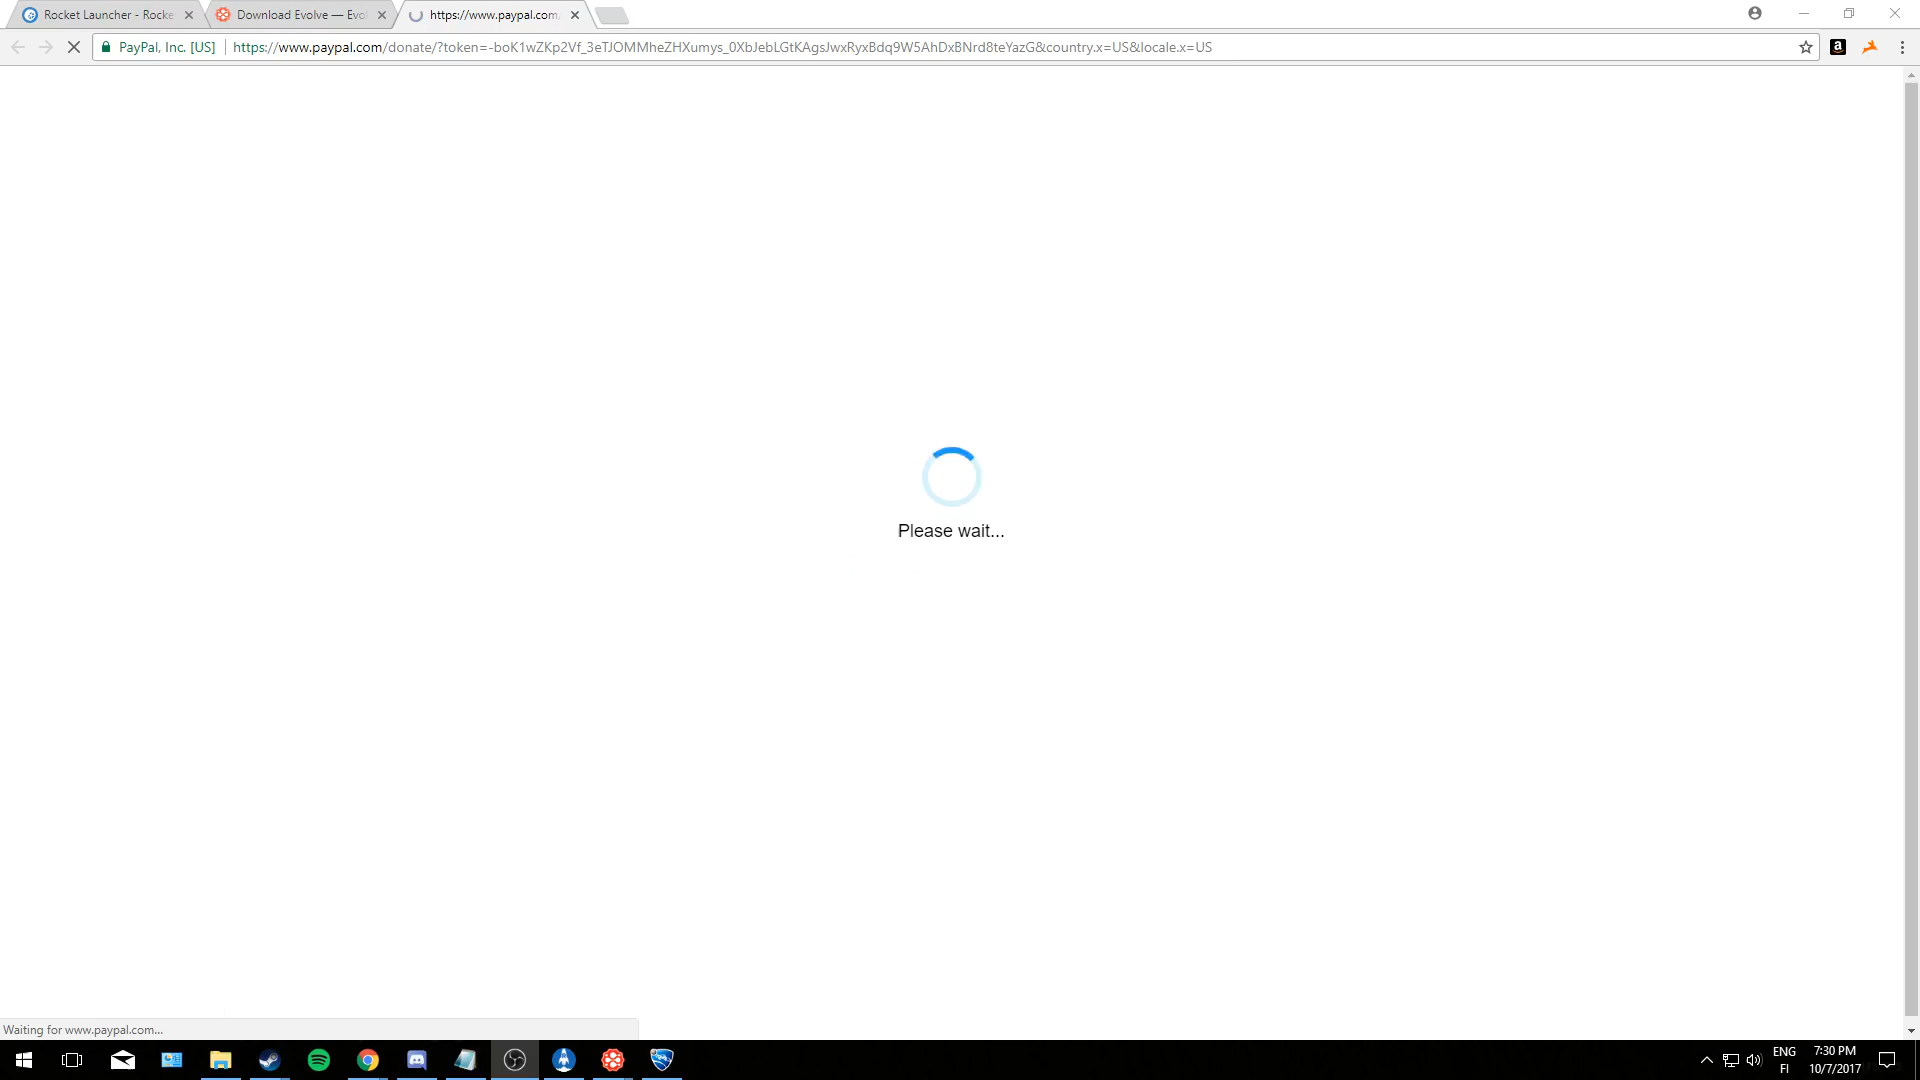 Rocket Launcher - Rocke
Download Evolve — Evol
https://www.paypal.com
PayPal, Inc. [US]
https://www.paypal.com/donate/?token=-boK1wZKp2Vf_3eTJOMMheZHXumys_0XbJebLGtKAgsJwxRyxBdq9W5AhDxBNrd8teYazG&country.x=US&locale.x=US
Please wait...
Waiting for www.paypal.com...
ENG
FI
7:30 PM
10/7/2017